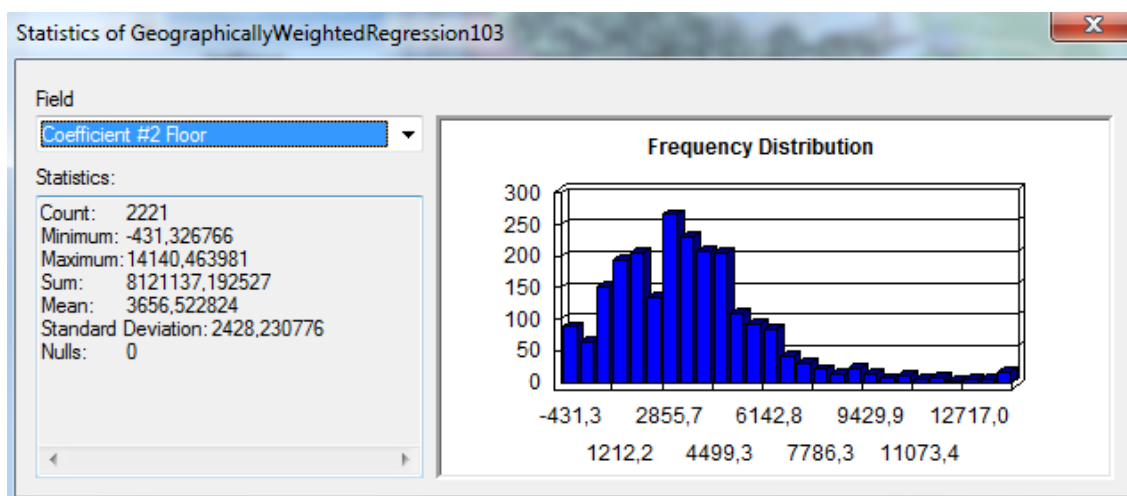 Statistics of GeographicallyWeightedRegression103
Field
Coefficient #2 Floor
Statistics:
Count: 2221
Minimum: -431,326766
Maximum: 14140,463981
Sum: 8121137,192527
Mean: 3656,522824
Standard Deviation: 2428,230776
Nulls: 0
Frequency Distribution
300
250
200
150
100
50
0
-431,3 2855,7 6142,8 9429,9 12717,0
1212,2 4499,3 7786,3 11073,4